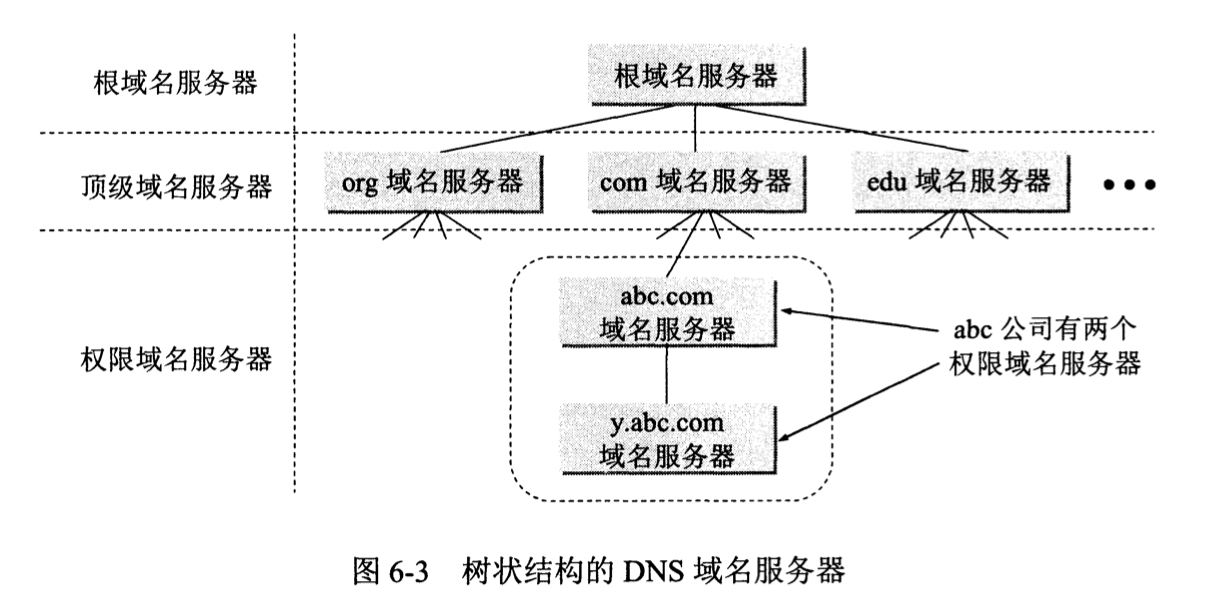 根域名服务器
根域名服务器
顶级域名服务器
org 域名服务器
com 域名服务器
edu 域名服务器
•••
权限域名服务器
abc.com
域名服务器
y.abc.com
域名服务器
abc 公司有两个
权限域名服务器
图 6-3 树状结构的 DNS 域名服务器